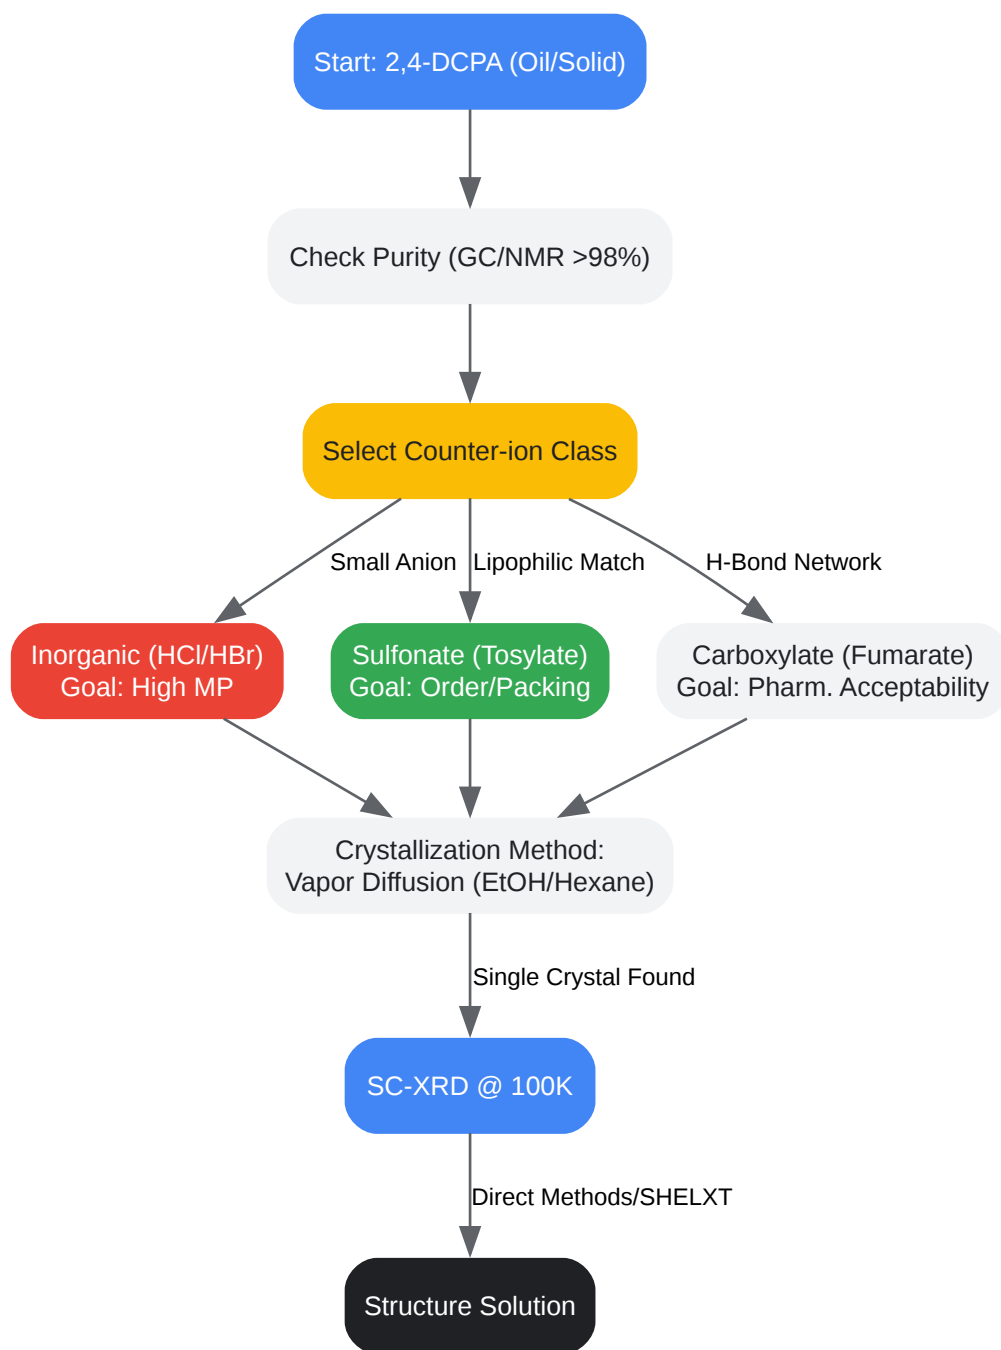 Start: 2,4-DCPA (Oil/Solid)
Check Purity (GC/NMR >98%)
Select Counter-ion Class
Small Anion
Lipophilic Match
H-Bond Network
Inorganic (HCl/HBr)
Goal: High MP
Sulfonate (Tosylate)
Goal: Order/Packing
Carboxylate (Fumarate)
Goal: Pharm. Acceptability
Crystallization Method:
Vapor Diffusion (EtOH/Hexane)
Single Crystal Found
SC-XRD @ 100K
Direct Methods/SHELXT
Structure Solution